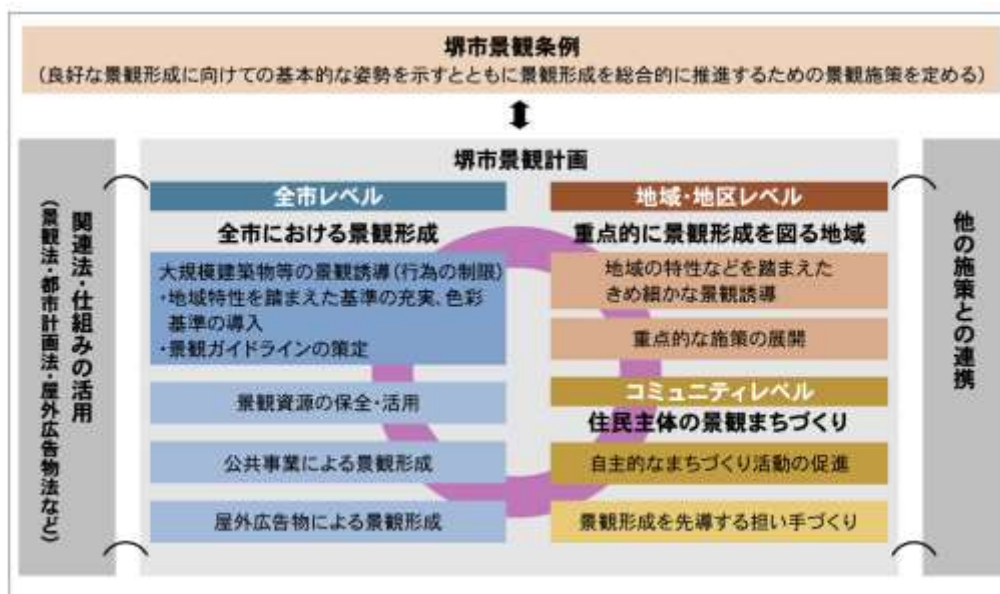 堺市景観条例
(良好な景観形成に向けての基本的な姿勢を示すとともに景観形成を総合的に推進するための景観施策を定める)
関連法・仕組みの活用
(景観法・都市計画法・屋外広告物法など)
堺市景観計画
全市レベル
全市における景観形成
大規模建築物等の景観誘導(行為の制限)
・地域特性を踏まえた基準の充実、色彩
基準の導入
・景観ガイドラインの策定
景観資源の保全・活用
公共事業による景観形成
屋外広告物による景観形成
地域・地区レベル
重点的に景観形成を図る地域
地域の特性などを踏まえた
きめ細かな景観誘導
重点的な施策の展開
コミュニティレベル
住民主体の景観まちづくり
自主的なまちづくり活動の促進
景観形成を先導する担い手づくり
他の施策との連携